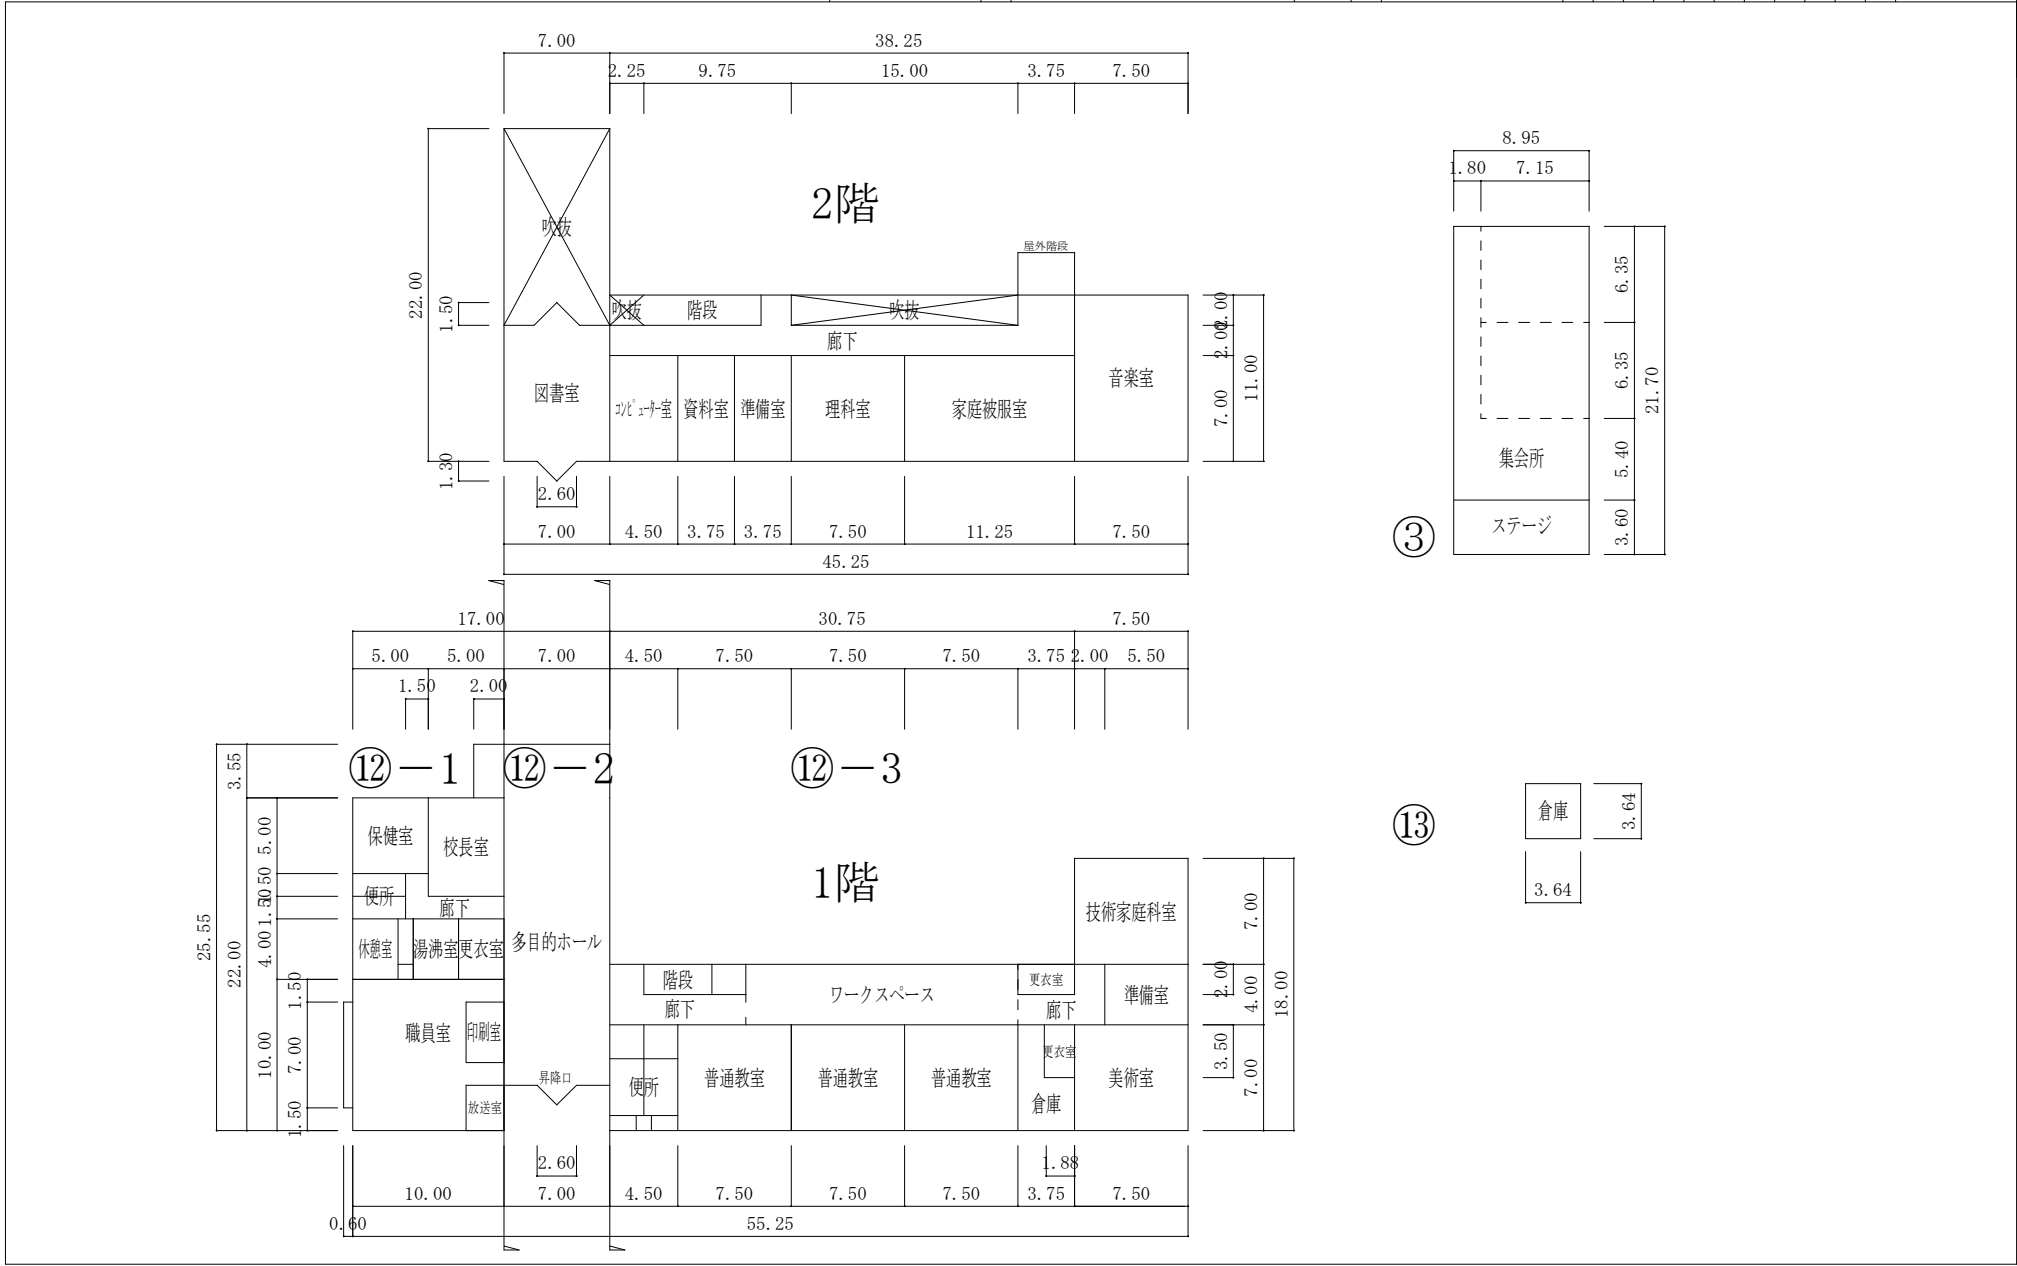 7.00 38.25
2.25 9.75 15.00 3.75 7.50
8.95
1.80 7.15
2階
吹抜
屋外階段
22.00
1.50
吹抜 階段 吹抜
廊下
2.00
2.00
7.00
11.00
図書室 コンピューター室 資料室 準備室 理科室 家庭被服室 音楽室
1.30
2.60
7.00 4.50 3.75 3.75 7.50 11.25 7.50
45.25
6.35
6.35
5.40
3.60
21.70
集会所
ステージ
③
17.00 30.75 7.50
5.00 5.00 7.00 4.50 7.50 7.50 7.50 3.75 2.00 5.50
1.50 2.00
⑫－1 ⑫－2 ⑫－3
3.55
5.00
1.50
1.50
4.00
10.00
22.00
25.55
1.50
7.00
1.50
保健室 校長室
便所 廊下
休憩室 湯沸室 更衣室
職員室 印刷室
放送室
多目的ホール
昇降口
1階
技術家庭科室
階段 ワークスペース 更衣室 準備室
廊下 廊下
便所 普通教室 普通教室 普通教室 更衣室 美術室
倉庫
7.00
2.00
4.00
3.50
7.00
18.00
2.60 1.88
10.00 7.00 4.50 7.50 7.50 7.50 3.75 7.50
0.60 55.25
⑬
倉庫
3.64
3.64